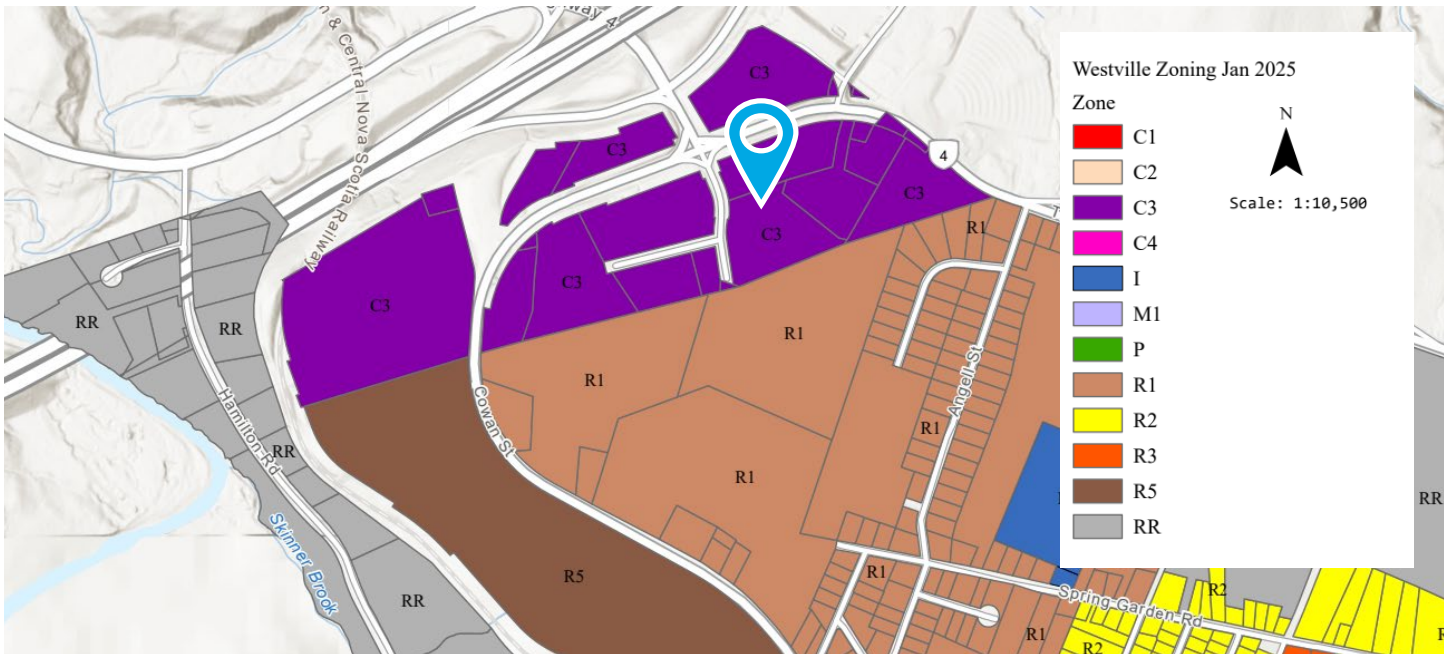 Westville Zoning Jan 2025
Zone
C1
C2
C3
C4
I
M1
P
R1
R2
R3
R5
RR
N
Scale: 1:10,500
& Central Nova Scotia Railway
4
C3
C3
C3
C3
C3
C3
4
R1
R1
R1
R1
R1
R1
R1
R5
RR
RR
RR
RR
RR
R2
R2
Hamilton Rd
Skinner Brook
Cowan St
Angell St
Spring Garden Rd